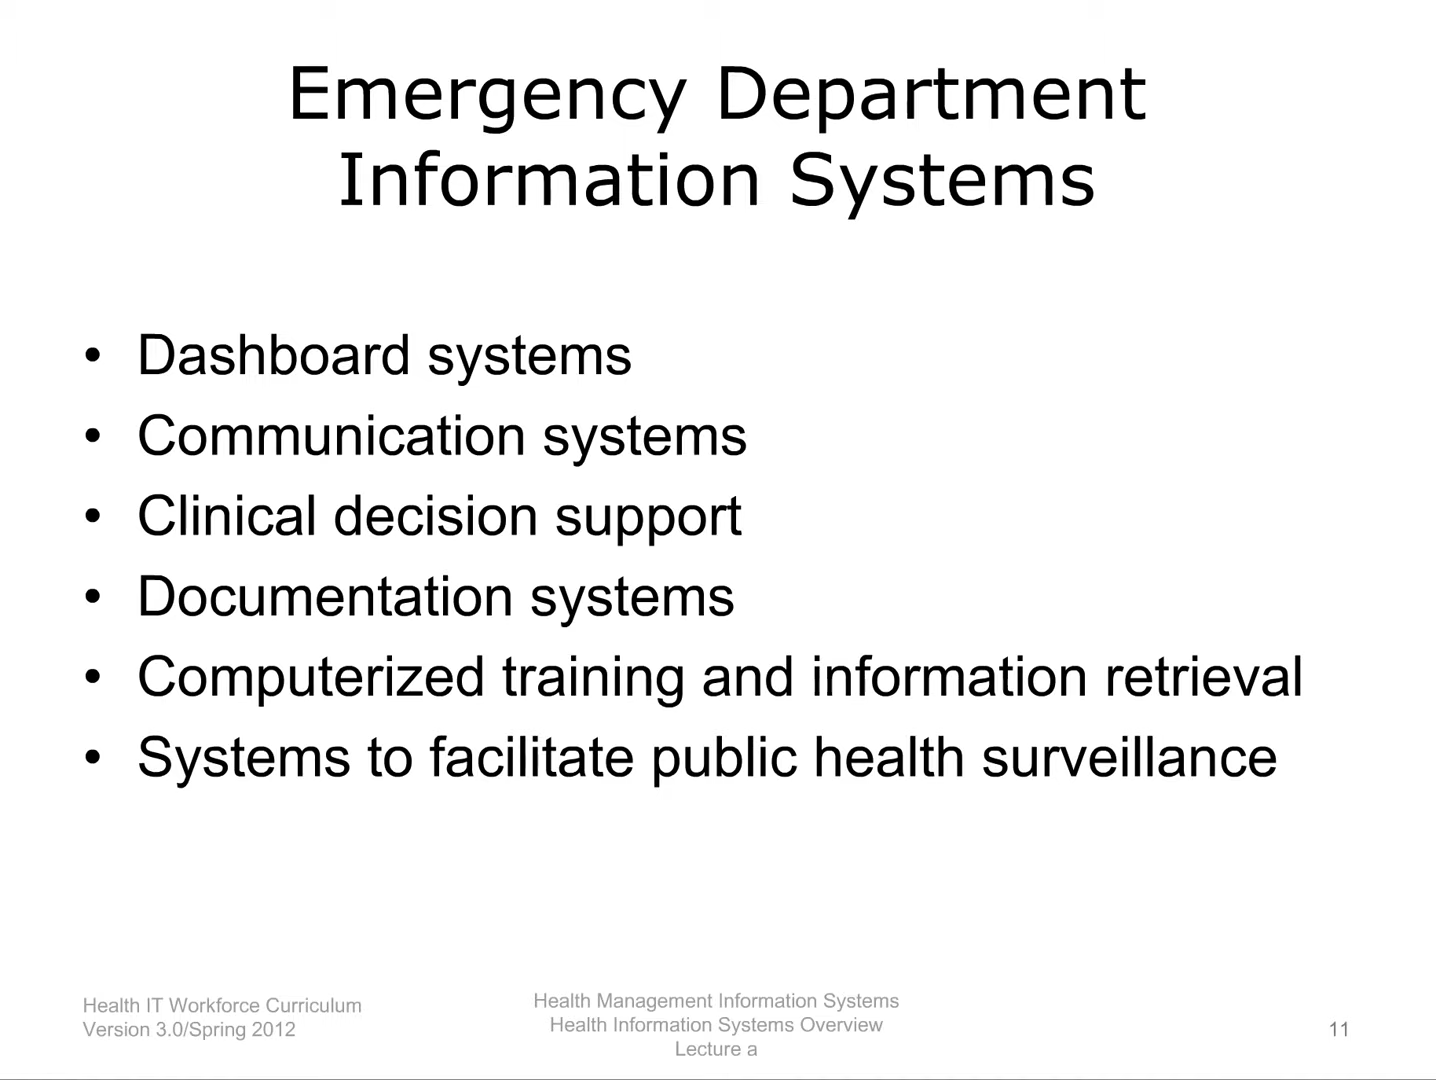 Emergency Department
Information Systems
• Dashboard systems
• Communication systems
• Clinical decision support
• Documentation systems
• Computerized training and information retrieval
• Systems to facilitate public health surveillance
Health IT Workforce Curriculum
Version 3.0/Spring 2012
Health Management Information Systems
Health Information Systems Overview
Lecture a
11